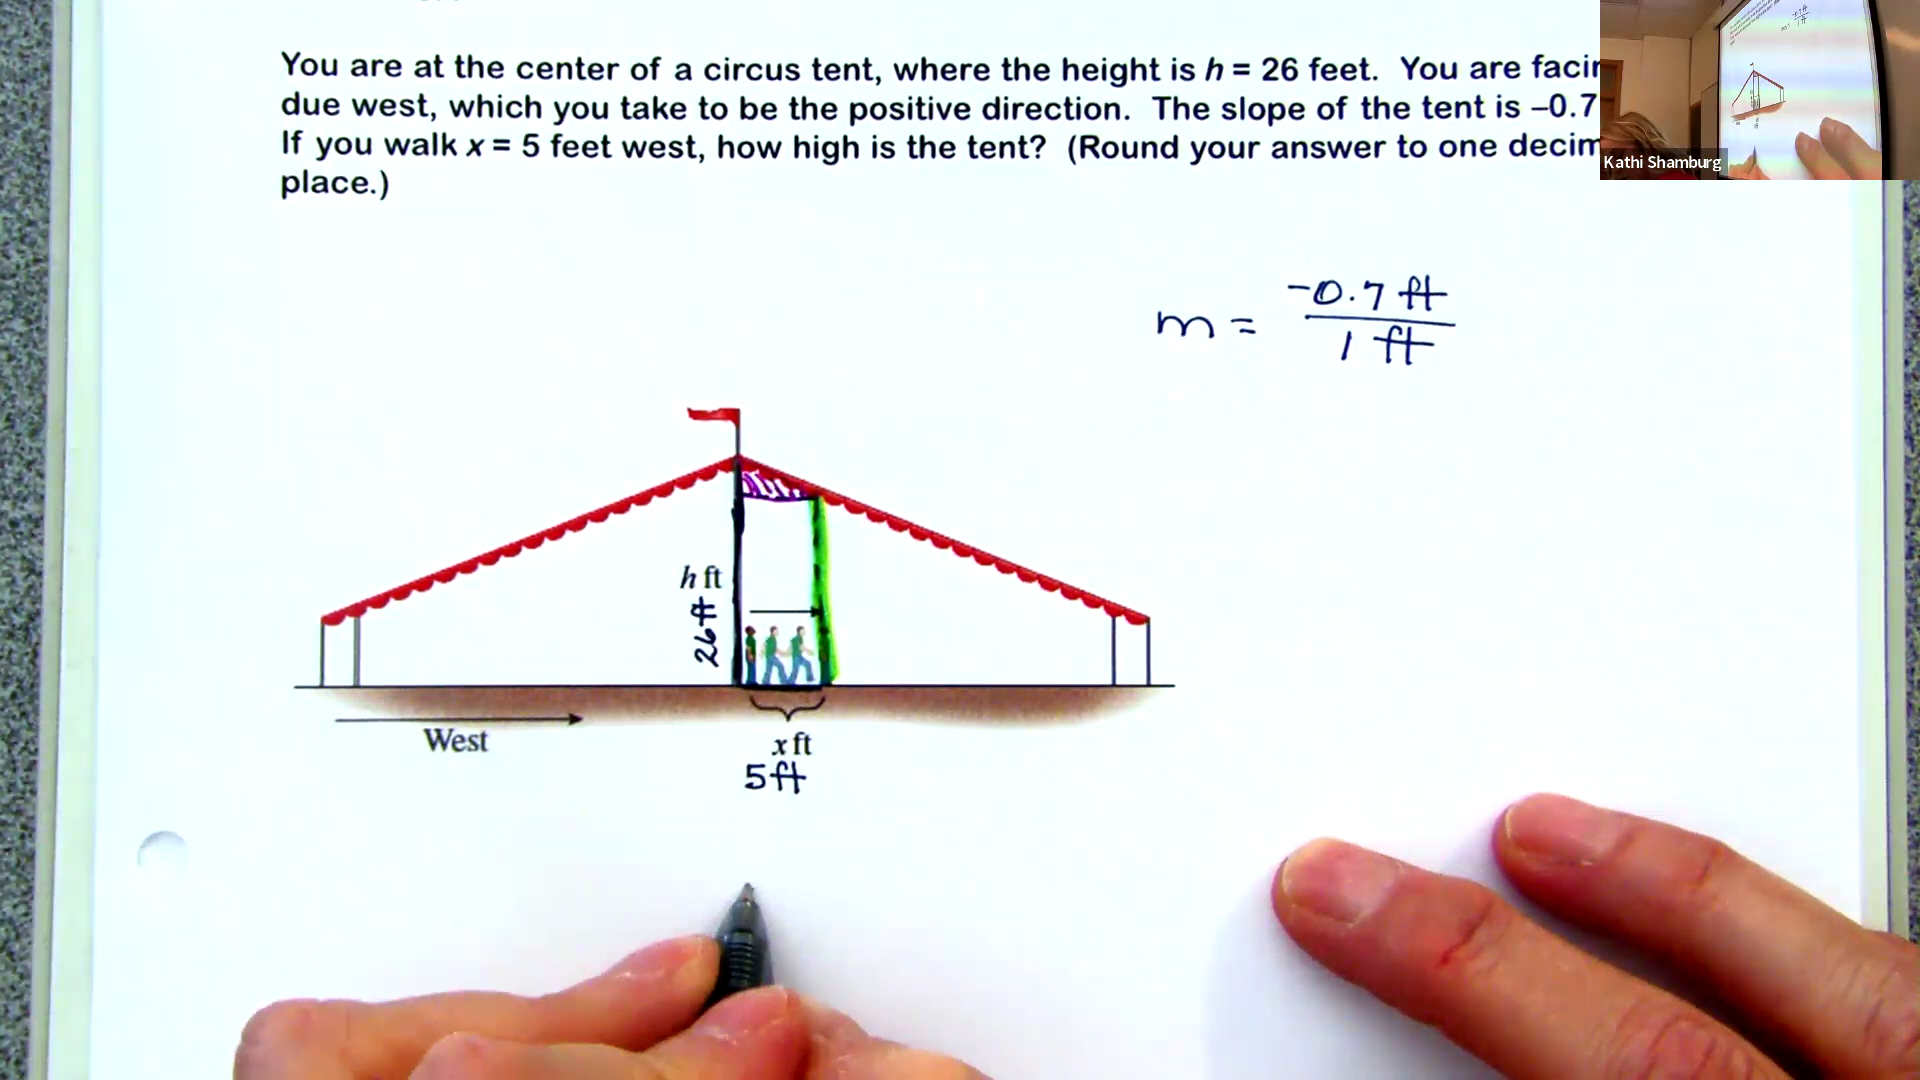 You are at the center of a circus tent, where the height is h = 26 feet. You are
due west, which you take to be the positive direction. The slope of the tent is –0.7
If you walk x = 5 feet west, how high is the tent? (Round your answer to one
place.)
Kathi Shamburg
m = -0.7 ft
1 ft
h ft
26 ft
West
x ft
5 ft